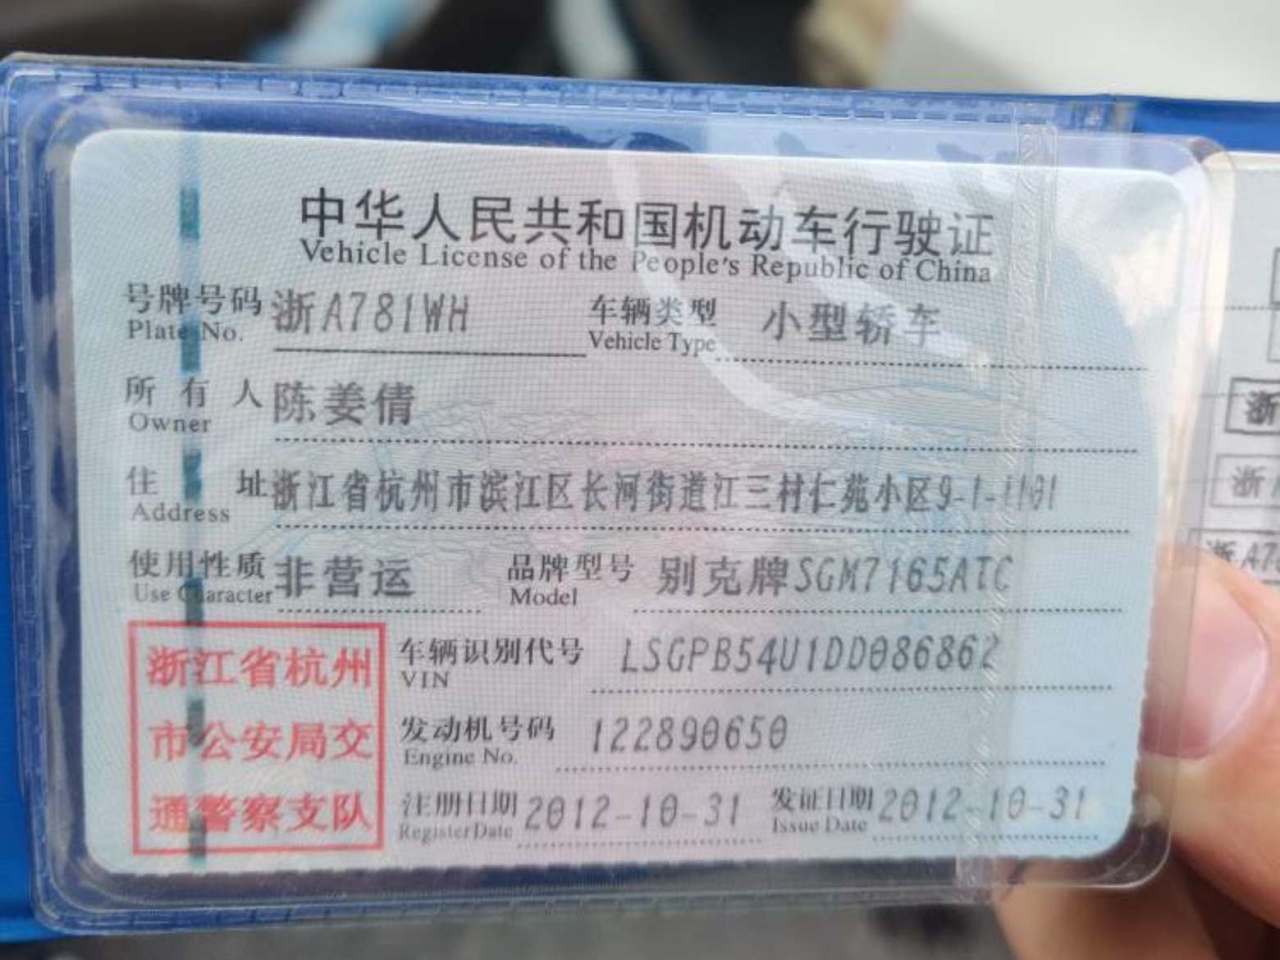 中华人民共和国机动车行驶证
Vehicle License of the People's Republic of China
号牌号码 浙A781WH 车辆类型 小型轿车
Plate No. Vehicle Type
所有人 陈姜倩
Owner
住址 浙江省杭州市滨江区长河街道江三村仁苑小区9-1-1101
Address
使用性质 非营运 品牌型号 别克牌SGM7165ATC
Use Character Model
浙江省杭州
市公安局交
通警察支队
车辆识别代号 LSGPB54U1DD086862
VIN
发动机号码 122890650
Engine No.
注册日期 2012-10-31 发证日期 2012-10-31
Register Date Issue Date
浙
浙
浙A78